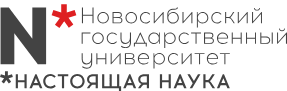 N* Новосибирский
государственный
университет
*НАСТОЯЩАЯ НАУКА